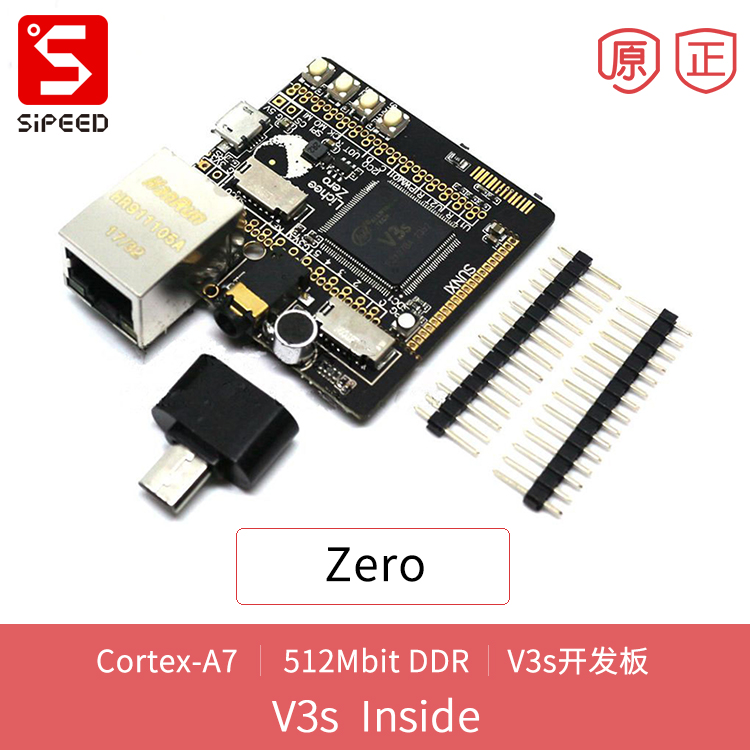 SiPEED
原 正
HanRun
HR911105A
17/32
Lichee
Zero
V3s
SUNXI
Zero
Cortex-A7 | 512Mbit DDR | V3s开发板
V3s Inside